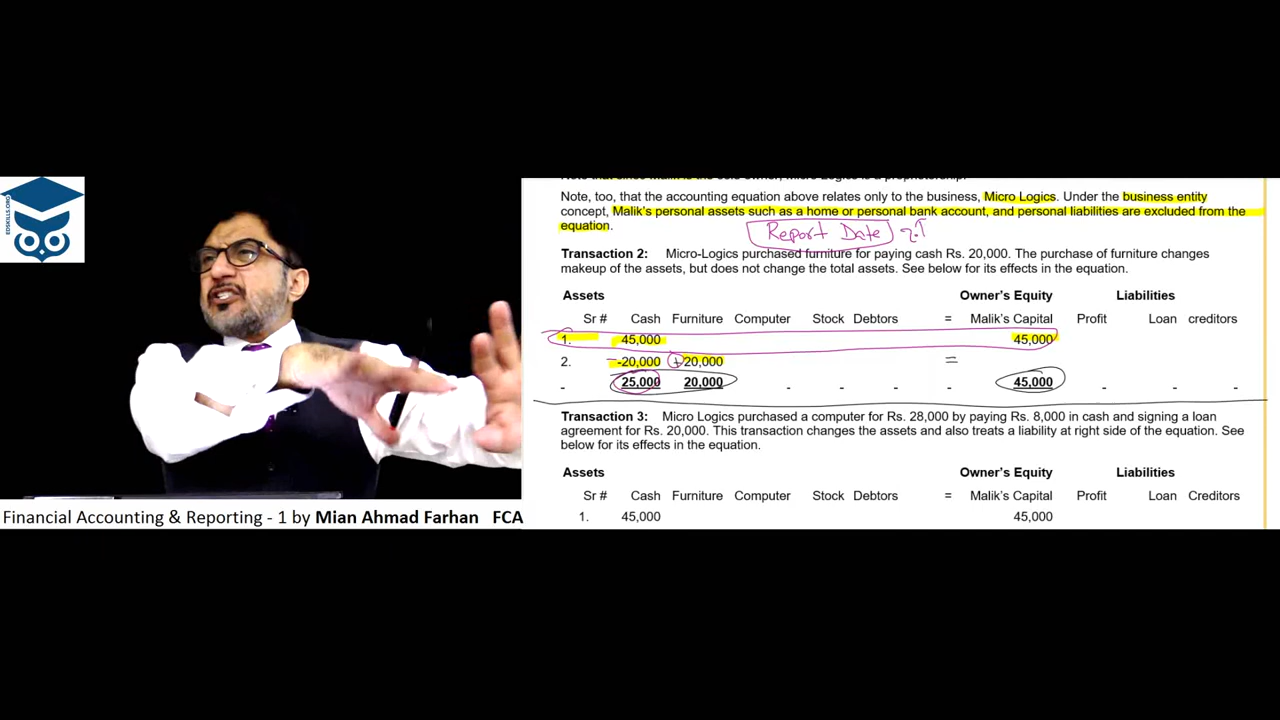 EDSKILLS.ORG
Note, too, that the accounting equation above relates only to the business, Micro Logics. Under the business entity
concept, Malik's personal assets such as a home or personal bank account, and personal liabilities are excluded from the
equation.
Report Date
Transaction 2: Micro-Logics purchased furniture for paying cash Rs. 20,000. The purchase of furniture changes
makeup of the assets, but does not change the total assets. See below for its effects in the equation.
Assets Owner's Equity Liabilities
Sr # Cash Furniture Computer Stock Debtors = Malik's Capital Profit Loan creditors
1. 45,000 45,000
2. -20,000 +20,000 =
- 25,000 20,000 - - - - 45,000 - - -
Transaction 3: Micro Logics purchased a computer for Rs. 28,000 by paying Rs. 8,000 in cash and signing a loan
agreement for Rs. 20,000. This transaction changes the assets and also treats a liability at right side of the equation. See
below for its effects in the equation.
Assets Owner's Equity Liabilities
Sr # Cash Furniture Computer Stock Debtors = Malik's Capital Profit Loan Creditors
1. 45,000 45,000
Financial Accounting & Reporting - 1 by Mian Ahmad Farhan FCA